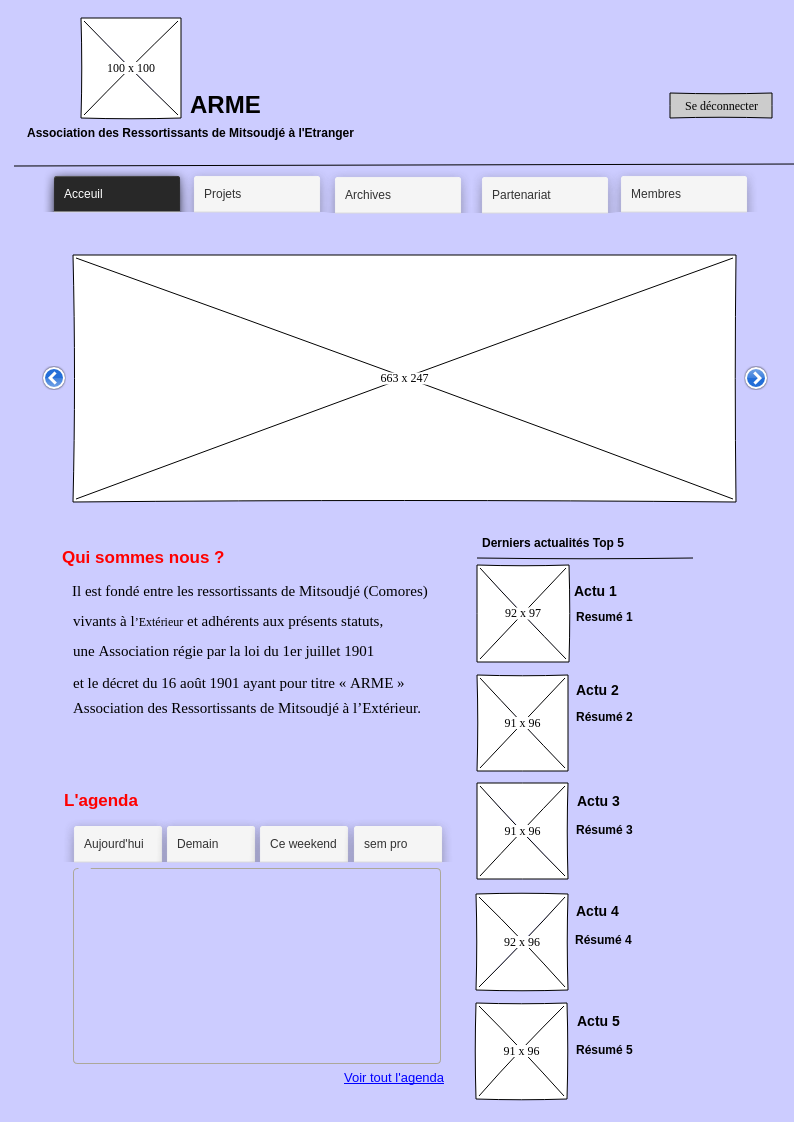 100 x 100
ARME
Association des Ressortissants de Mitsoudjé à l'Etranger
Se déconnecter
Acceuil
Projets
Archives
Partenariat
Membres
663 x 247
Qui sommes nous ?
Il est fondé entre les ressortissants de Mitsoudjé (Comores)
vivants à l’Extérieur et adhérents aux présents statuts,
une Association régie par la loi du 1er juillet 1901
et le décret du 16 août 1901 ayant pour titre « ARME »
Association des Ressortissants de Mitsoudjé à l’Extérieur.
L'agenda
Aujourd'hui
Demain
Ce weekend
sem pro
Voir tout l'agenda
Derniers actualités Top 5
92 x 97
Actu 1
Resumé 1
91 x 96
Actu 2
Résumé 2
91 x 96
Actu 3
Résumé 3
92 x 96
Actu 4
Résumé 4
91 x 96
Actu 5
Résumé 5